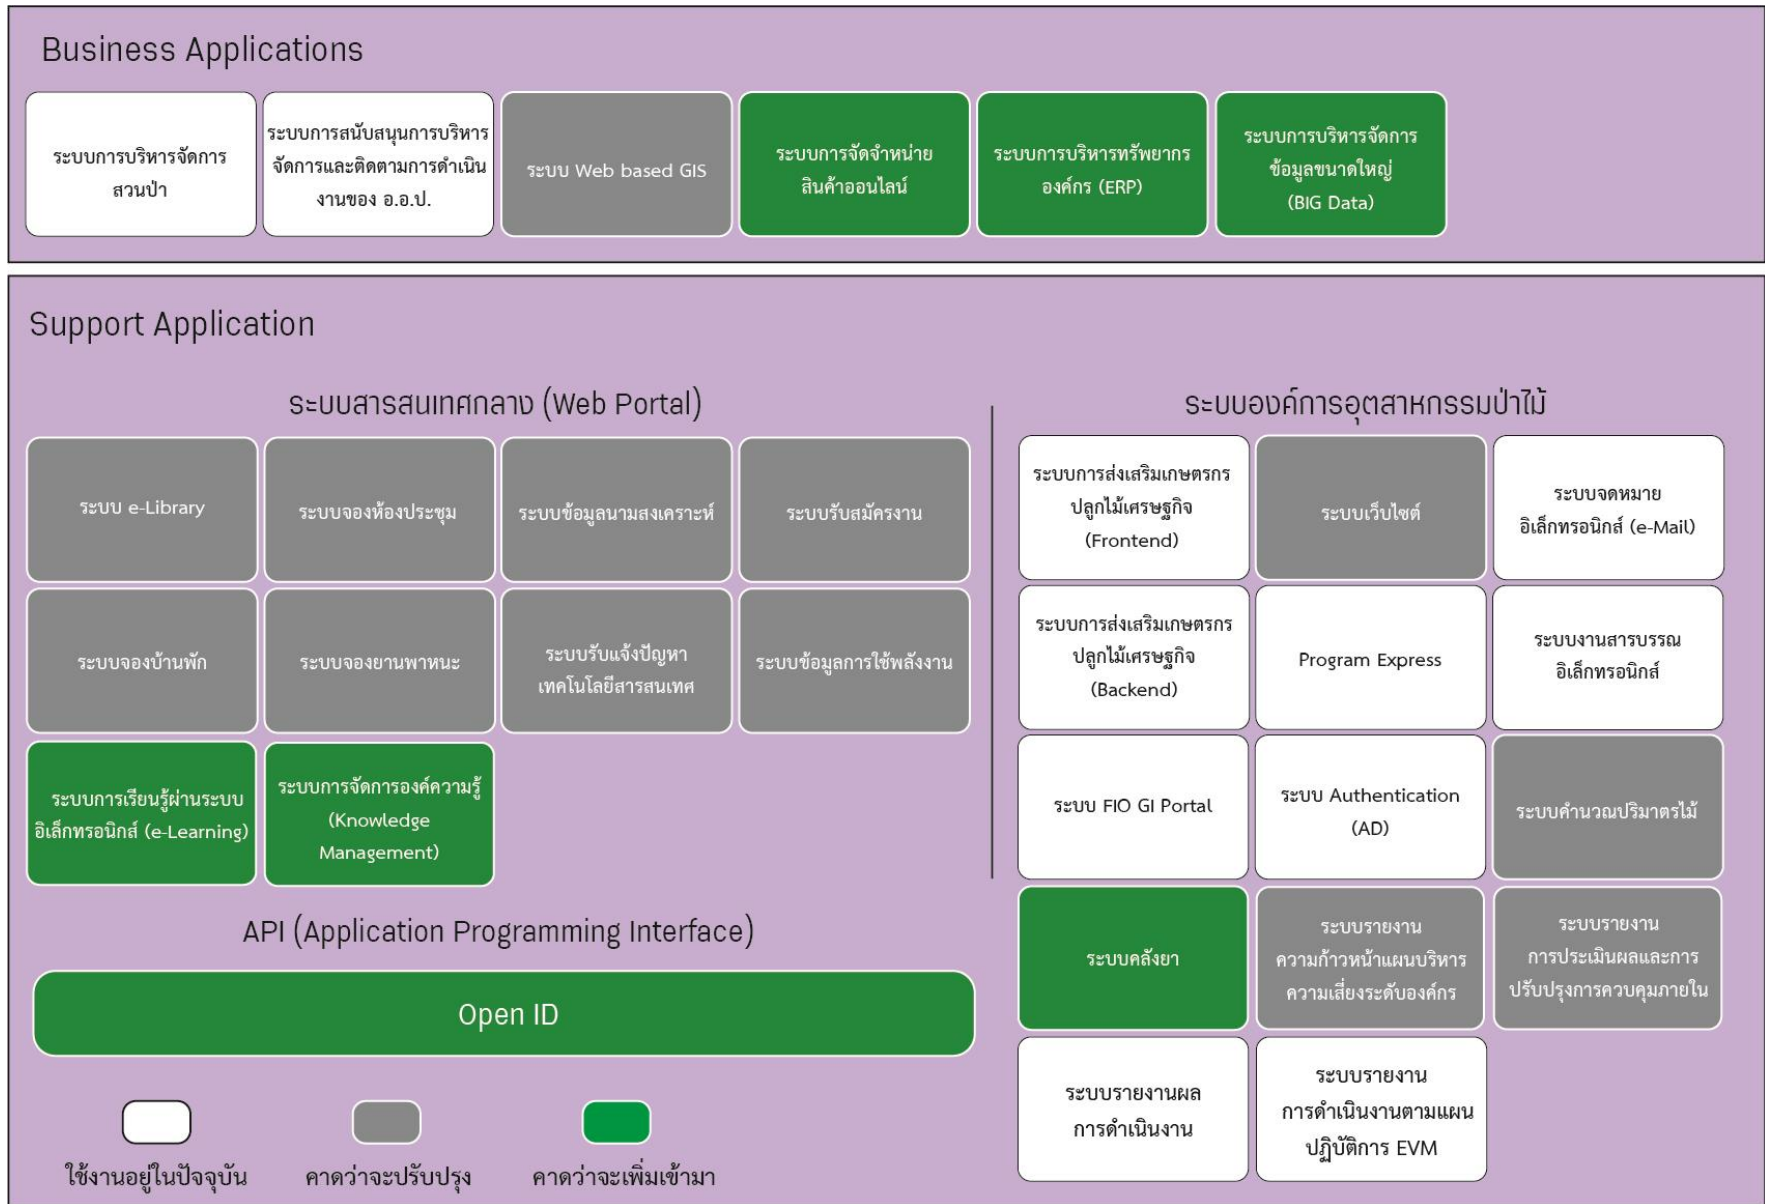 Business Applications
ระบบการบริหารจัดการ
สวนป่า
ระบบการสนับสนุนการบริหาร
จัดการและติดตามการดำเนิน
งานของ อ.อ.ป.
ระบบ Web based GIS
ระบบการจัดจำหน่าย
สินค้าออนไลน์
ระบบการบริหารทรัพยากร
องค์กร (ERP)
ระบบการบริหารจัดการ
ข้อมูลขนาดใหญ่
(BIG Data)
Support Application
ระบบสารสนเทศกลาง (Web Portal)
ระบบ e-Library
ระบบจองห้องประชุม
ระบบข้อมูลนามสงเคราะห์
ระบบรับสมัครงาน
ระบบจองบ้านพัก
ระบบจองยานพาหนะ
ระบบรับแจ้งปัญหา
เทคโนโลยีสารสนเทศ
ระบบข้อมูลการใช้พลังงาน
ระบบการเรียนรู้ผ่านระบบ
อิเล็กทรอนิกส์ (e-Learning)
ระบบการจัดการองค์ความรู้
(Knowledge
Management)
API (Application Programming Interface)
Open ID
ใช้งานอยู่ในปัจจุบัน
คาดว่าจะปรับปรุง
คาดว่าจะเพิ่มเข้ามา
ระบบองค์การอุตสาหกรรมป่าไม้
ระบบการส่งเสริมเกษตรกร
ปลูกไม้เศรษฐกิจ
(Frontend)
ระบบเว็บไซต์
ระบบจดหมาย
อิเล็กทรอนิกส์ (e-Mail)
ระบบการส่งเสริมเกษตรกร
ปลูกไม้เศรษฐกิจ
(Backend)
Program Express
ระบบงานสารบรรณ
อิเล็กทรอนิกส์
ระบบ FIO GI Portal
ระบบ Authentication
(AD)
ระบบคำนวณปริมาตรไม้
ระบบคลังยา
ระบบรายงาน
ความก้าวหน้าแผนบริหาร
ความเสี่ยงระดับองค์กร
ระบบรายงาน
การประเมินผลและการ
ปรับปรุงการควบคุมภายใน
ระบบรายงานผล
การดำเนินงาน
ระบบรายงาน
การดำเนินงานตามแผน
ปฏิบัติการ EVM